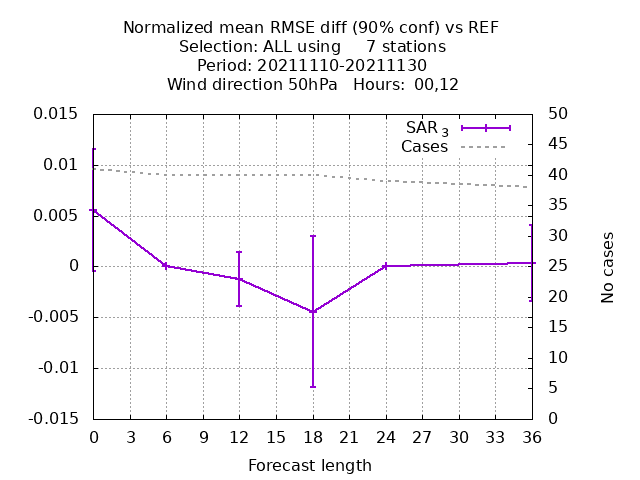 Normalized mean RMSE diff (90% conf) vs REF
Selection: ALL using 7 stations
Period: 20211110-20211130
Wind direction 50hPa Hours: 00,12
0.015
0.01
0.005
0
-0.005
-0.01
-0.015
50
45
40
35
30
25
20
15
10
5
0
SAR 3
Cases
No cases
0 3 6 9 12 15 18 21 24 27 30 33 36
Forecast length